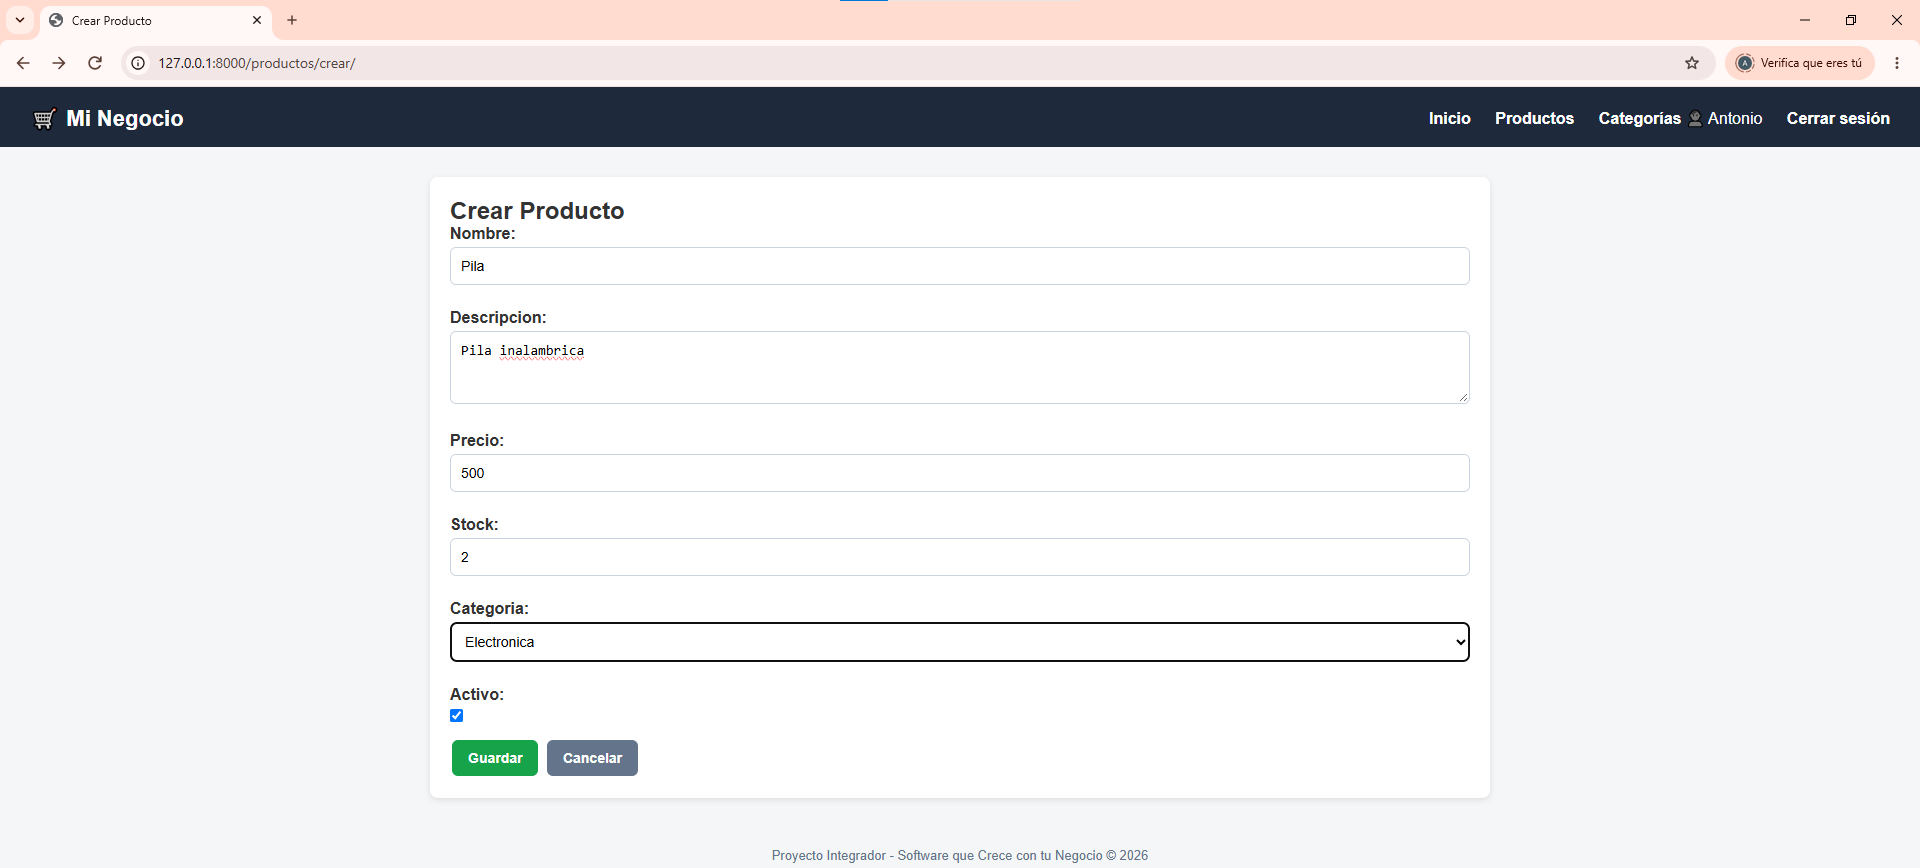 Crear Producto
127.0.0.1:8000/productos/crear/
Verifica que eres tú
Mi Negocio
Inicio Productos Categorías Antonio Cerrar sesión
Crear Producto
Nombre:
Pila
Descripcion:
Pila inalambrica
Precio:
500
Stock:
2
Categoria:
Electronica
Activo:
Guardar Cancelar
Proyecto Integrador - Software que Crece con tu Negocio © 2026